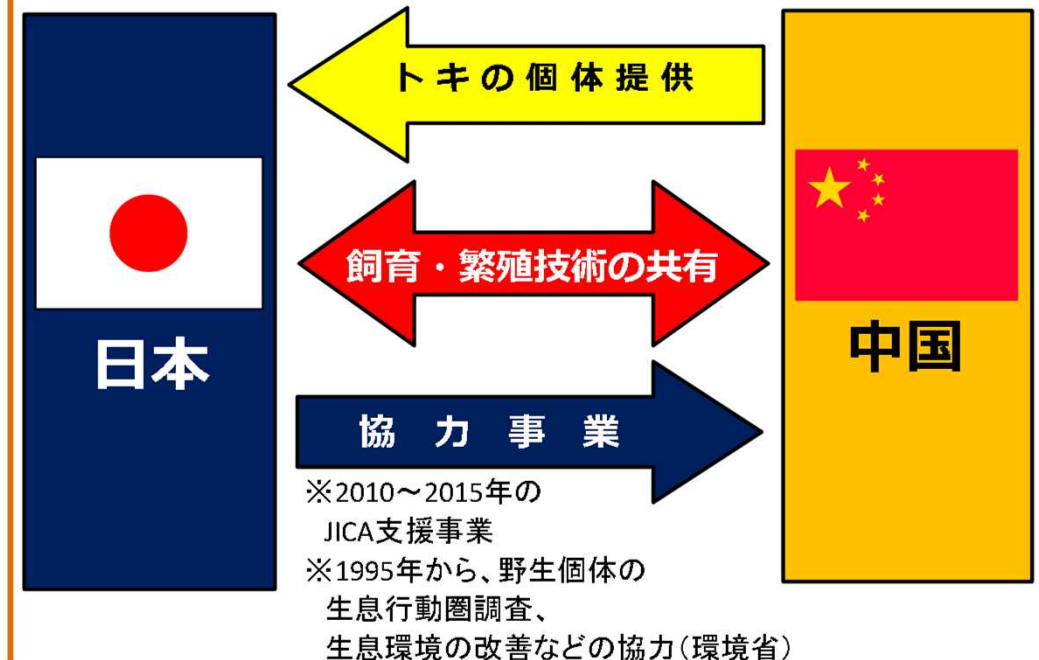 トキの個体提供
飼育・繁殖技術の共有
日本
中国
協力事業
※2010～2015年の
JICA支援事業
※1995年から、野生個体の
生息行動圏調査、
生息環境の改善などの協力(環境省)